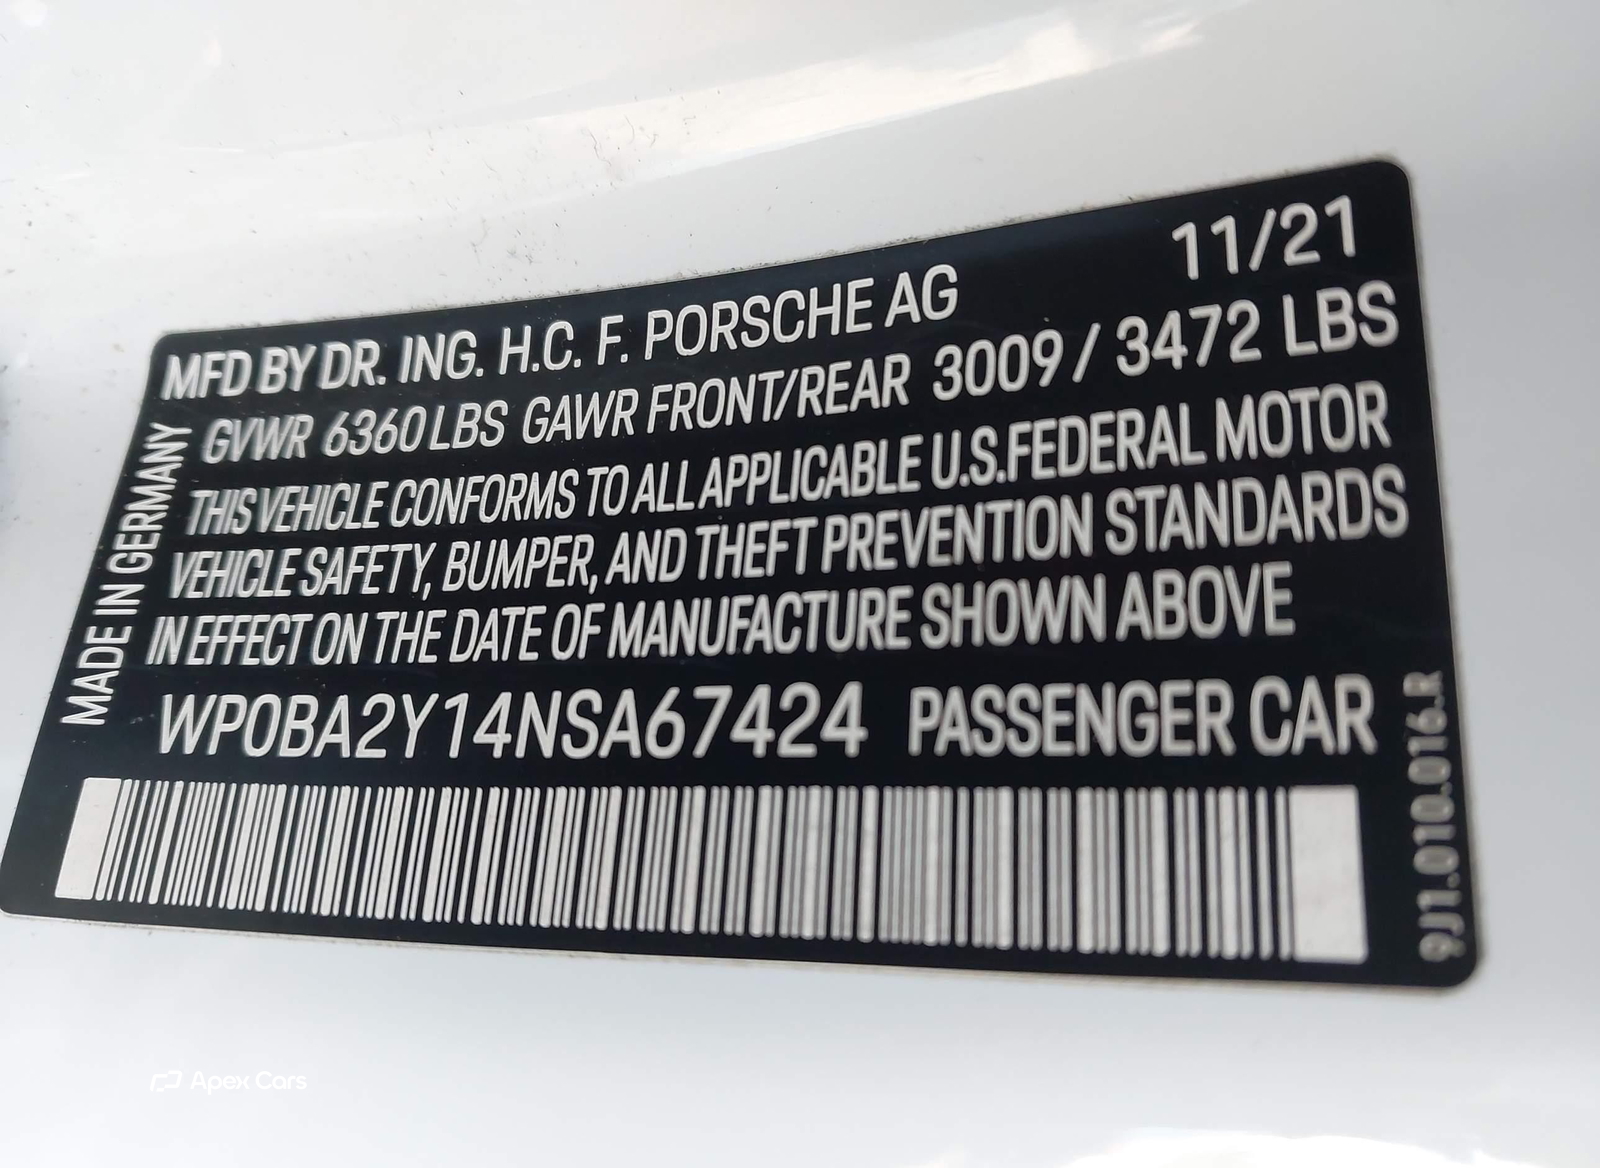 11/21
MFD BY DR. ING. H.C. F. PORSCHE AG
GVWR 6360 LBS GAWR FRONT/REAR 3009 / 3472 LBS
THIS VEHICLE CONFORMS TO ALL APPLICABLE U.S.FEDERAL MOTOR
VEHICLE SAFETY, BUMPER, AND THEFT PREVENTION STANDARDS
IN EFFECT ON THE DATE OF MANUFACTURE SHOWN ABOVE
WP0BA2Y14NSA67424 PASSENGER CAR
MADE IN GERMANY
9J1.010.016.R
Apex Cars